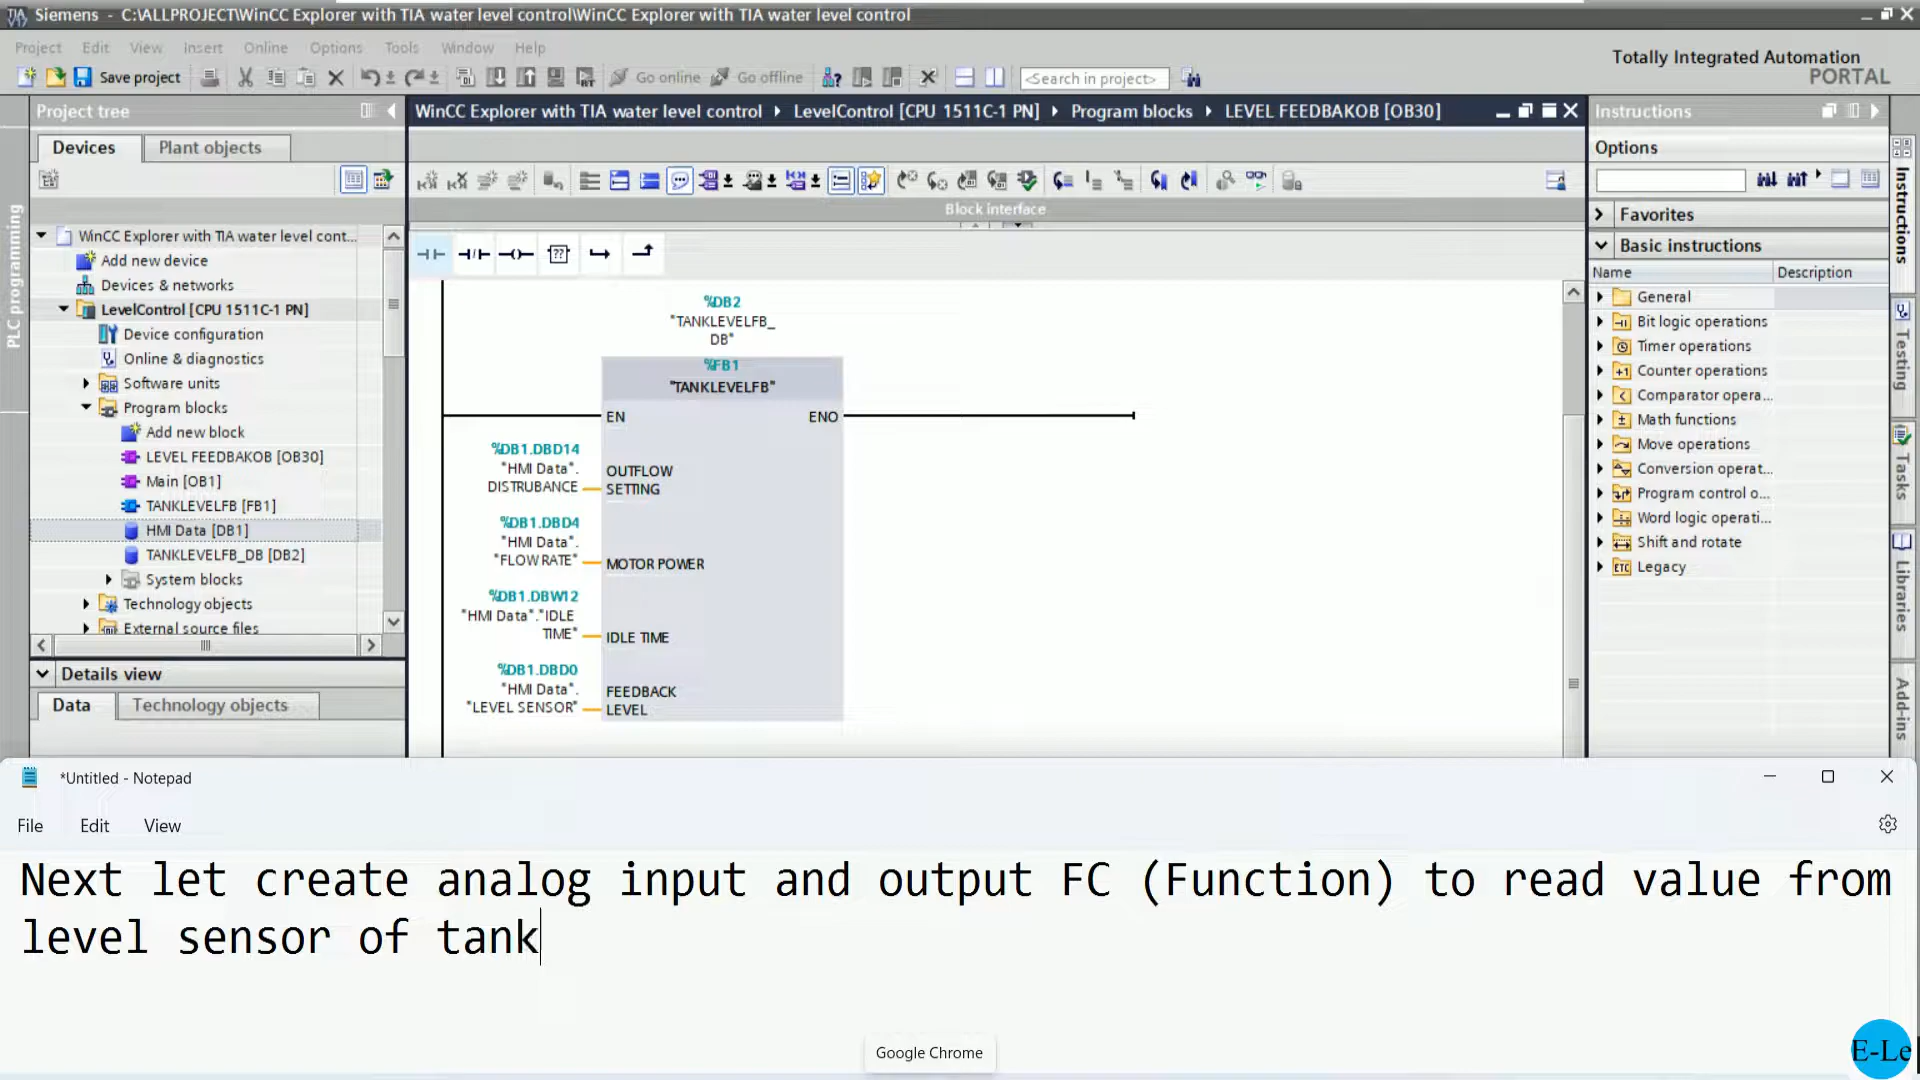 Siemens - C:\ALLPROJECT\WinCC Explorer with TIA water level control\WinCC Explorer with TIA water level control
Project Edit View Insert Online Options Tools Window Help
Totally Integrated Automation
PORTAL
Save project
Go online
Go offline
<Search in project>
Project tree
WinCC Explorer with TIA water level control ▸ LevelControl [CPU 1511C-1 PN] ▸ Program blocks ▸ LEVEL FEEDBAKOB [OB30]
Instructions
Devices
Plant objects
Options
Block interface
PLC programming
WinCC Explorer with TIA water level cont...
Add new device
Devices & networks
LevelControl [CPU 1511C-1 PN]
Device configuration
Online & diagnostics
Software units
Program blocks
Add new block
LEVEL FEEDBAKOB [OB30]
Main [OB1]
TANKLEVELFB [FB1]
HMI Data [DB1]
TANKLEVELFB_DB [DB2]
System blocks
Technology objects
External source files
Details view
Data
Technology objects
%DB2
"TANKLEVELFB_
DB"
%FB1
"TANKLEVELFB"
EN
ENO
%DB1.DBD14
"HMI Data".
DISTRUBANCE
OUTFLOW
SETTING
%DB1.DBD4
"HMI Data".
"FLOW RATE"
MOTOR POWER
%DB1.DBW12
"HMI Data"."IDLE
TIME"
IDLE TIME
%DB1.DBD0
"HMI Data".
"LEVEL SENSOR"
FEEDBACK
LEVEL
Favorites
Basic instructions
Name
Description
General
Bit logic operations
Timer operations
Counter operations
Comparator opera...
Math functions
Move operations
Conversion operat...
Program control o...
Word logic operati...
Shift and rotate
Legacy
Instructions
Testing
Tasks
Libraries
Add-ins
*Untitled - Notepad
File Edit View
Next let create analog input and output FC (Function) to read value from
level sensor of tank
Google Chrome
E-Le